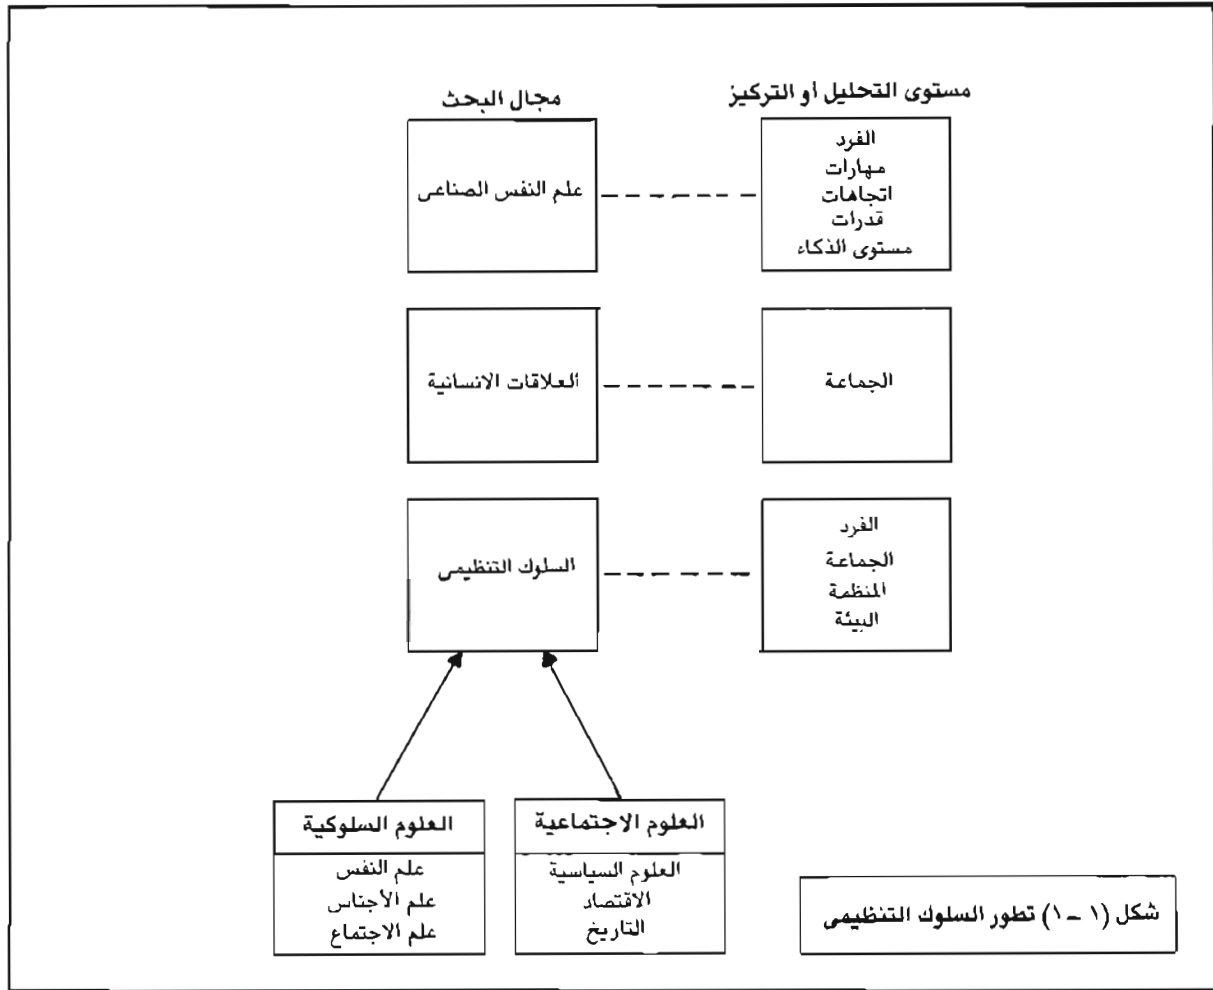 مستوى التحليل أو التركيز
الفرد
مهارات
اتجاهات
قدرات
مستوى الذكاء
مجال البحث
علم النفس الصناعى
الجماعة
العلاقات الانسانية
الفرد
الجماعة
المنظمة
البيئة
السلوك التنظيمى
العلوم الاجتماعية
العلوم السياسية
الاقتصاد
التاريخ
العلوم السلوكية
علم النفس
علم الأجناس
علم الاجتماع
شكل (١ – ١) تطور السلوك التنظيمى